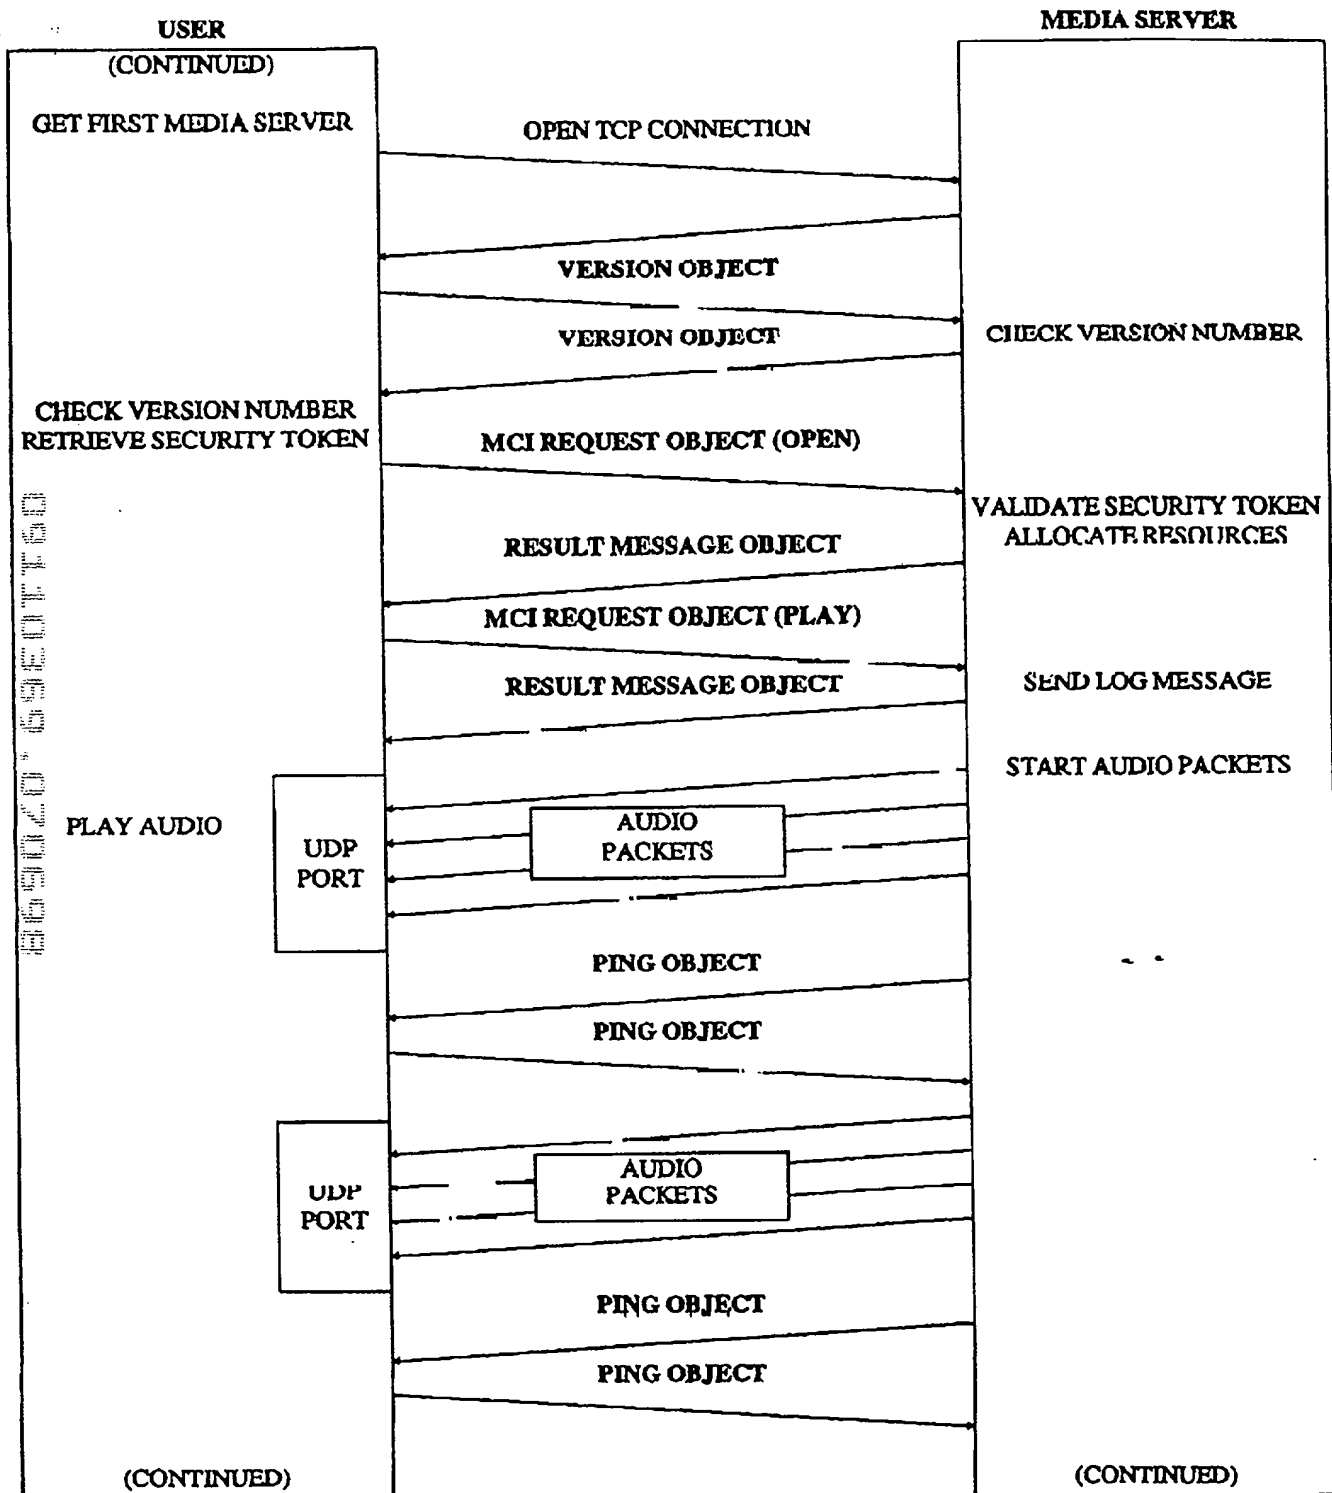 USER
MEDIA SERVER
(CONTINUED)
GET FIRST MEDIA SERVER
OPEN TCP CONNECTION
VERSION OBJECT
VERSION OBJECT
CHECK VERSION NUMBER
CHECK VERSION NUMBER
RETRIEVE SECURITY TOKEN
MCI REQUEST OBJECT (OPEN)
VALIDATE SECURITY TOKEN
ALLOCATE RESOURCES
RESULT MESSAGE OBJECT
MCI REQUEST OBJECT (PLAY)
SEND LOG MESSAGE
RESULT MESSAGE OBJECT
START AUDIO PACKETS
PLAY AUDIO
UDP
PORT
AUDIO
PACKETS
PING OBJECT
PING OBJECT
UDP
PORT
AUDIO
PACKETS
PING OBJECT
PING OBJECT
(CONTINUED)
(CONTINUED)